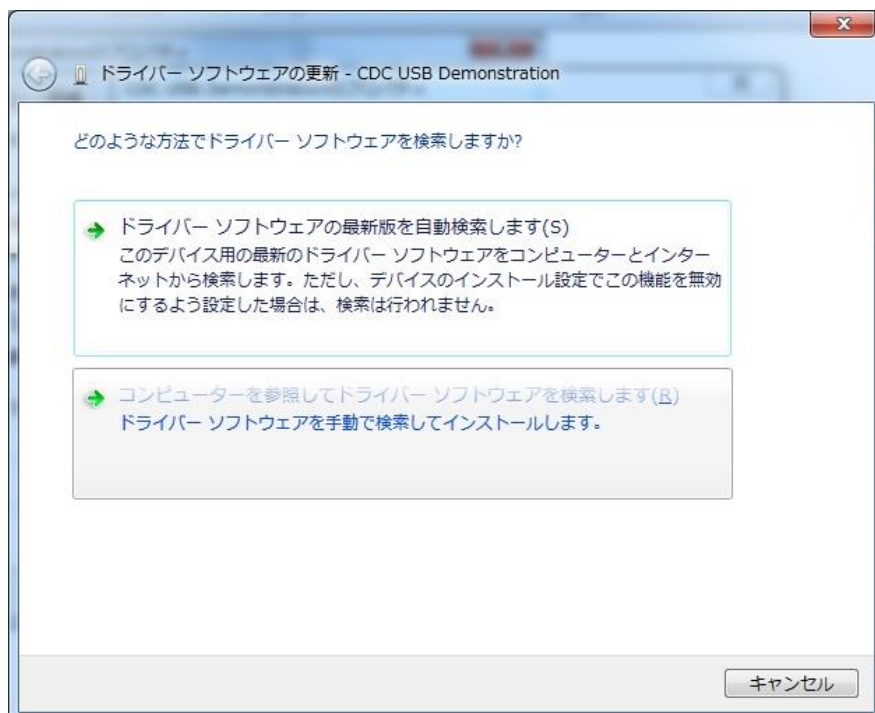 ドライバー ソフトウェアの更新 - CDC USB Demonstration
どのような方法でドライバー ソフトウェアを検索しますか?
ドライバー ソフトウェアの最新版を自動検索します(S)
このデバイス用の最新のドライバー ソフトウェアをコンピューターとインター
ネットから検索します。ただし、デバイスのインストール設定でこの機能を無効
にするよう設定した場合は、検索は行われません。
コンピューターを参照してドライバー ソフトウェアを検索します(R)
ドライバー ソフトウェアを手動で検索してインストールします。
キャンセル